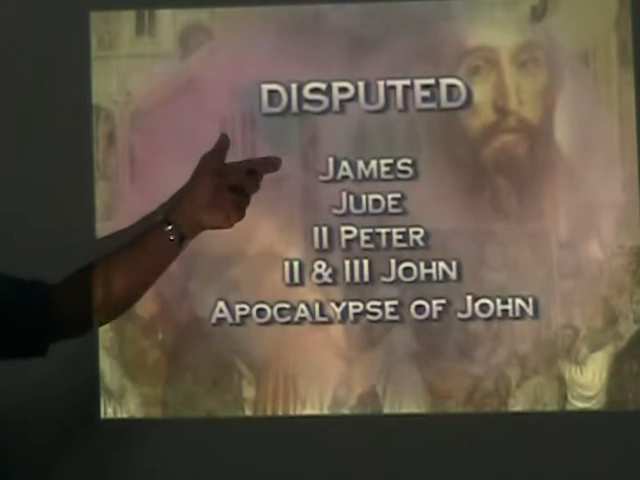 DISPUTED
JAMES
JUDE
II PETER
II & III JOHN
APOCALYPSE OF JOHN